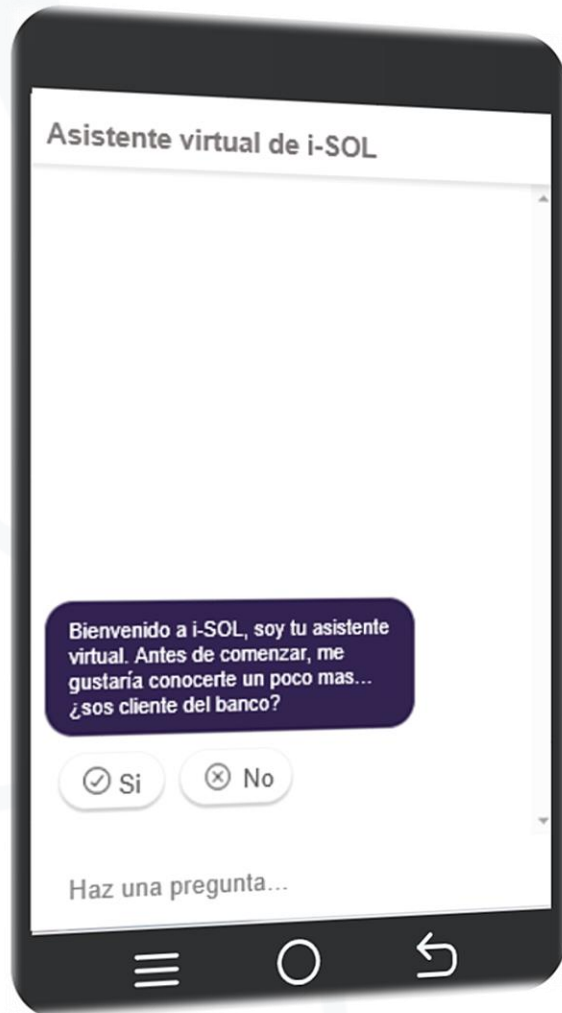 Asistente virtual de i-SOL
Bienvenido a i-SOL, soy tu asistente
virtual. Antes de comenzar, me
gustaría conocerte un poco mas...
¿sos cliente del banco?
Si
No
Haz una pregunta...